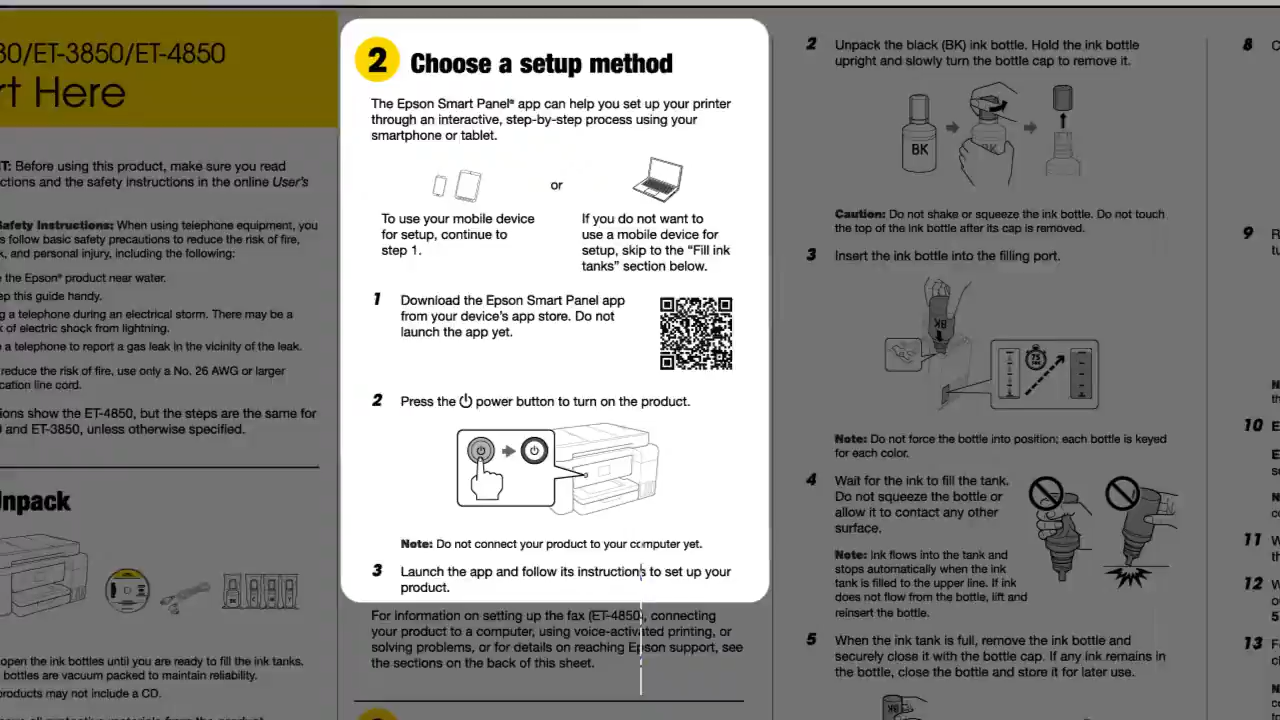 30/ET-3850/ET-4850
rt Here
T: Before using this product, make sure you read
ctions and the safety instructions in the online User's
afety Instructions: When using telephone equipment, you
s follow basic safety precautions to reduce the risk of fire,
k, and personal injury, including the following:
e the Epson® product near water.
ep this guide handy.
g a telephone during an electrical storm. There may be a
k of electric shock from lightning.
e a telephone to report a gas leak in the vicinity of the leak.
reduce the risk of fire, use only a No. 26 AWG or larger
cation line cord.
ions show the ET-4850, but the steps are the same for
0 and ET-3850, unless otherwise specified.
Unpack
open the ink bottles until you are ready to fill the ink tanks.
bottles are vacuum packed to maintain reliability.
products may not include a CD.
2 Choose a setup method
The Epson Smart Panel® app can help you set up your printer
through an interactive, step-by-step process using your
smartphone or tablet.
or
To use your mobile device
for setup, continue to
step 1.
If you do not want to
use a mobile device for
setup, skip to the “Fill ink
tanks” section below.
1 Download the Epson Smart Panel app
from your device's app store. Do not
launch the app yet.
2 Press the power button to turn on the product.
Note: Do not connect your product to your computer yet.
3 Launch the app and follow its instructions to set up your
product.
For information on setting up the fax (ET-4850), connecting
your product to a computer, using voice-activated printing, or
solving problems, or for details on reaching Epson support, see
the sections on the back of this sheet.
2 Unpack the black (BK) ink bottle. Hold the ink bottle
upright and slowly turn the bottle cap to remove it.
BK
BK
Caution: Do not shake or squeeze the ink bottle. Do not touch
the top of the ink bottle after its cap is removed.
3 Insert the ink bottle into the filling port.
BK
75
Note: Do not force the bottle into position; each bottle is keyed
for each color.
4 Wait for the ink to fill the tank.
Do not squeeze the bottle or
allow it to contact any other
surface.
Note: Ink flows into the tank and
stops automatically when the ink
tank is filled to the upper line. If ink
does not flow from the bottle, lift and
reinsert the bottle.
5 When the ink tank is full, remove the ink bottle and
securely close it with the bottle cap. If any ink remains in
the bottle, close the bottle and store it for later use.
BK
8
9
10
11
12
13